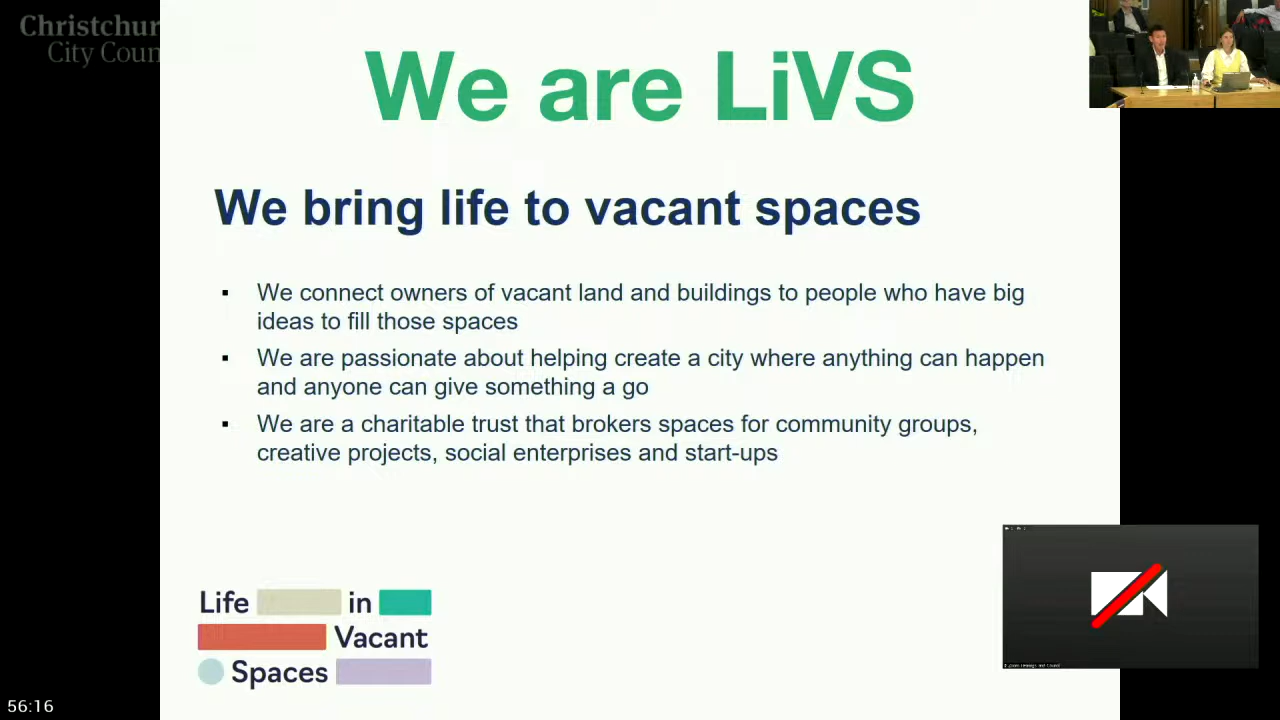 Christchur
City Coun
We are LiVS
We bring life to vacant spaces
▪ We connect owners of vacant land and buildings to people who have big
ideas to fill those spaces
▪ We are passionate about helping create a city where anything can happen
and anyone can give something a go
▪ We are a charitable trust that brokers spaces for community groups,
creative projects, social enterprises and start-ups
Life in
Vacant
Spaces
56:16